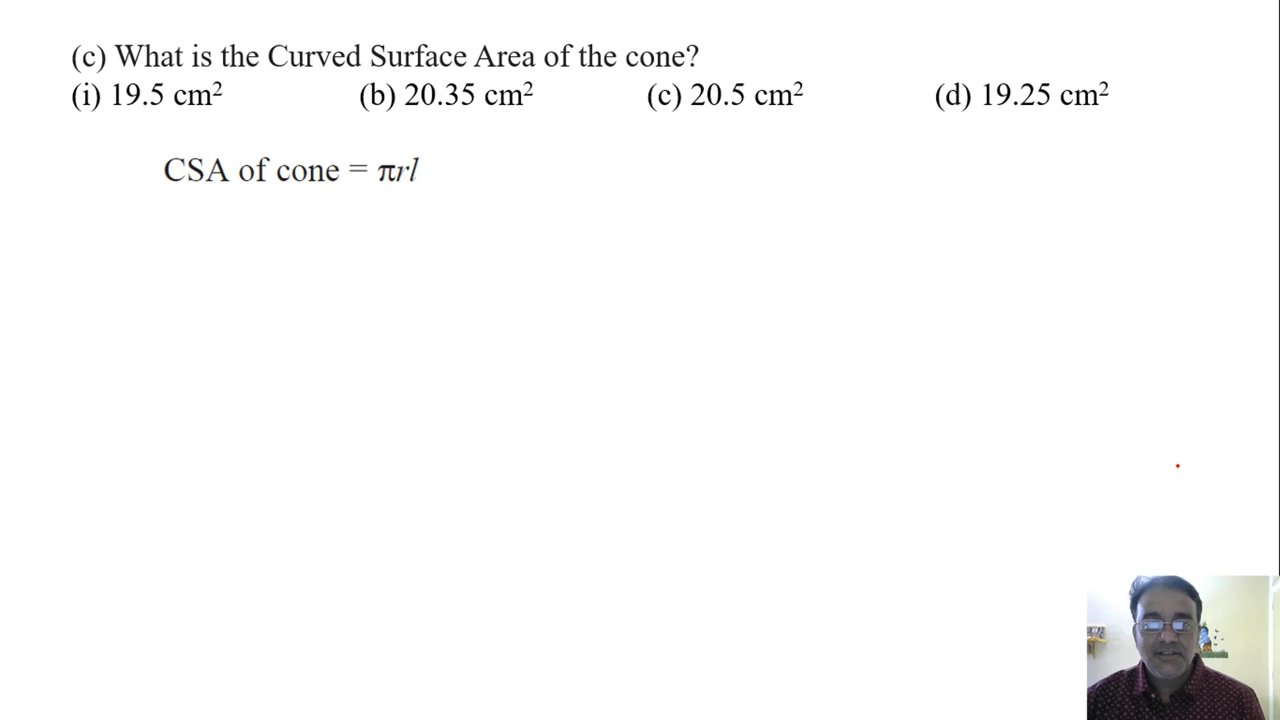 (c) What is the Curved Surface Area of the cone?
(i) 19.5 cm² (b) 20.35 cm² (c) 20.5 cm² (d) 19.25 cm²
CSA of cone = πrl